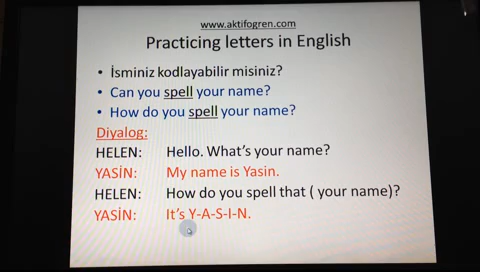 www.aktifogren.com
Practicing letters in English
• İsminiz kodlayabilir misiniz?
• Can you spell your name?
• How do you spell your name?
Diyalog:
HELEN: Hello. What's your name?
YASİN: My name is Yasin.
HELEN: How do you spell that ( your name)?
YASİN: It's Y-A-S-I-N.